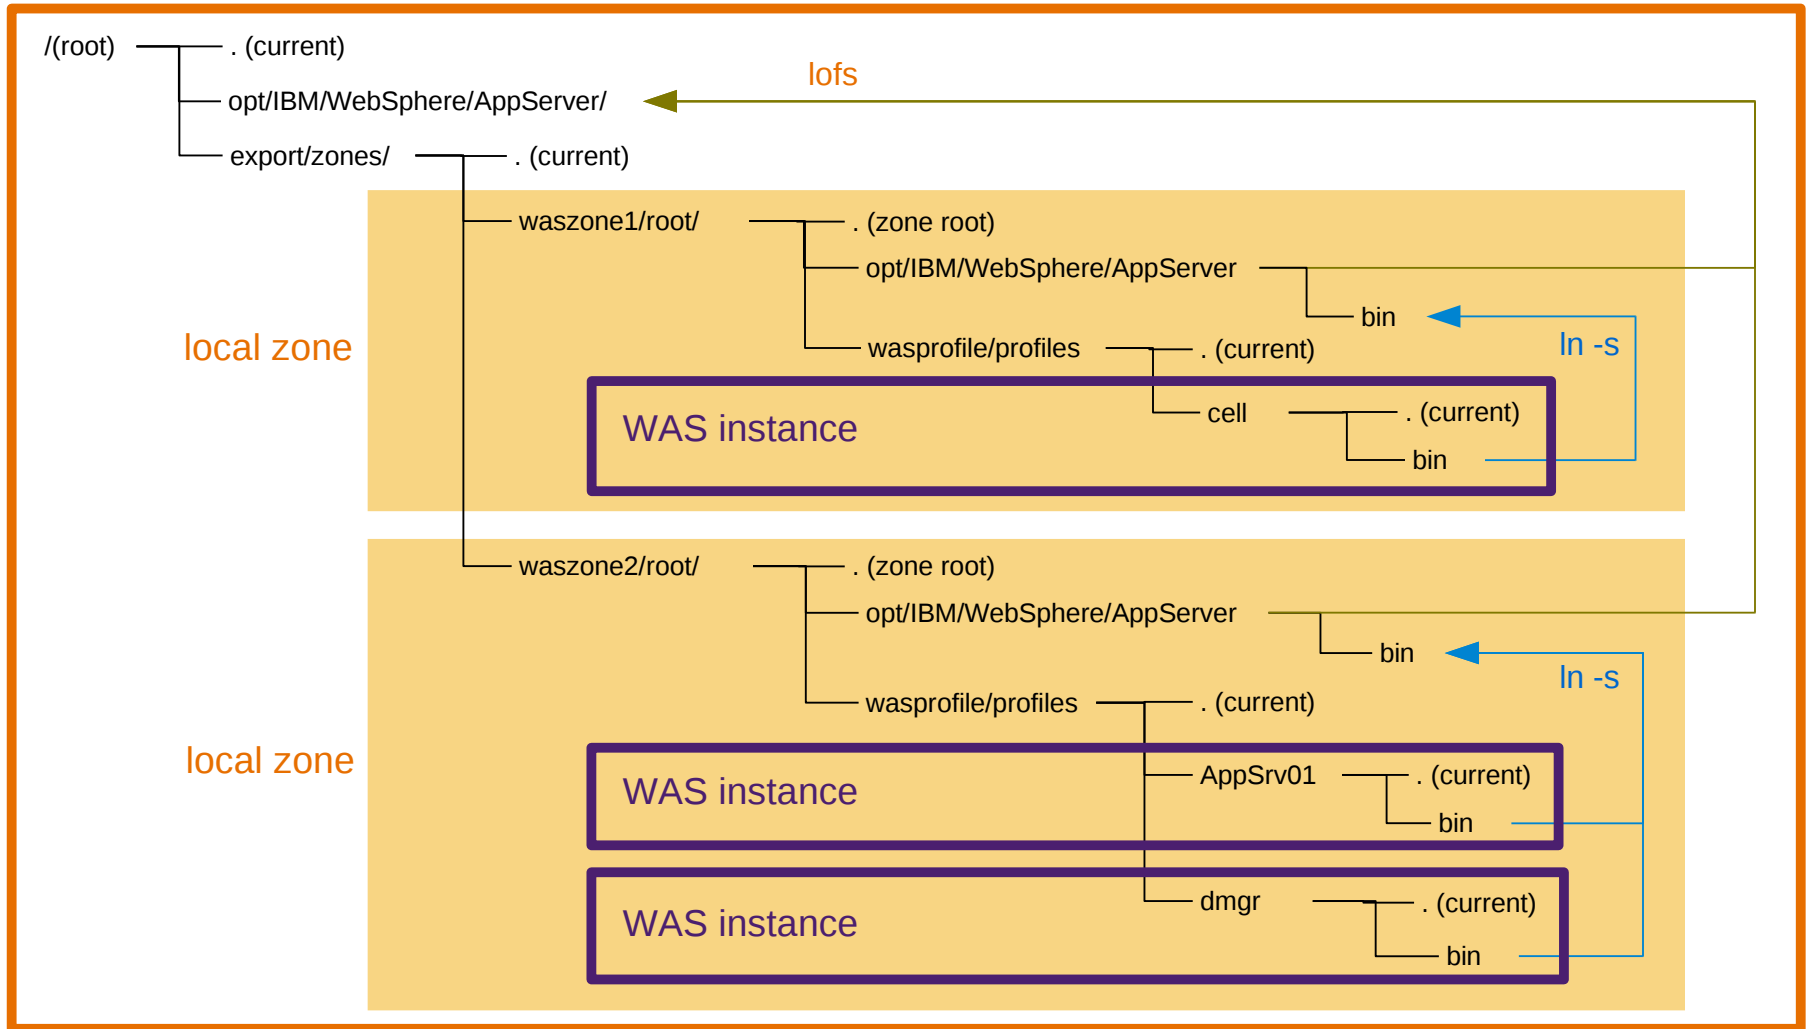 /(root) . (current)
lofs
opt/IBM/WebSphere/AppServer/
export/zones/ . (current)
waszone1/root/ . (zone root)
opt/IBM/WebSphere/AppServer
bin
local zone
ln -s
wasprofile/profiles . (current)
WAS instance
cell . (current)
bin
waszone2/root/ . (zone root)
opt/IBM/WebSphere/AppServer
bin
ln -s
wasprofile/profiles . (current)
local zone
WAS instance
AppSrv01 . (current)
bin
WAS instance
dmgr . (current)
bin